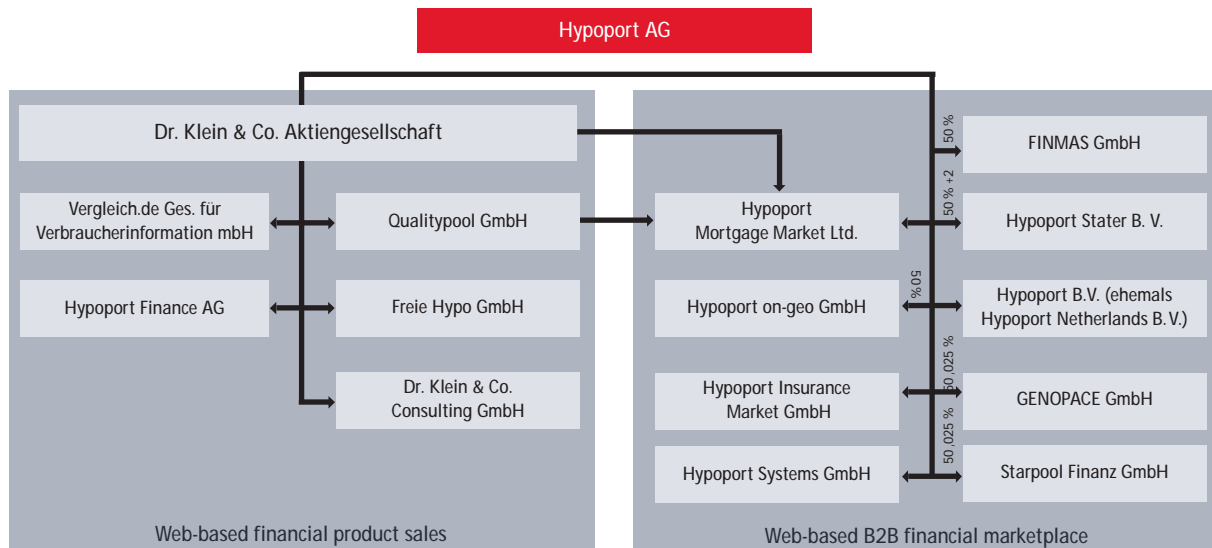 Hypoport AG
Dr. Klein & Co. Aktiengesellschaft
Vergleich.de Ges. für
Verbraucherinformation mbH
Qualitypool GmbH
Hypoport Finance AG
Freie Hypo GmbH
Dr. Klein & Co.
Consulting GmbH
Web-based financial product sales
50 %
FINMAS GmbH
Hypoport
Mortgage Market Ltd.
50 % +2
Hypoport Stater B. V.
Hypoport on-geo GmbH
50 %
Hypoport B.V. (ehemals
Hypoport Netherlands B.V.)
Hypoport Insurance
Market GmbH
50,025 %
GENOPACE GmbH
Hypoport Systems GmbH
50,025 %
Starpool Finanz GmbH
Web-based B2B financial marketplace